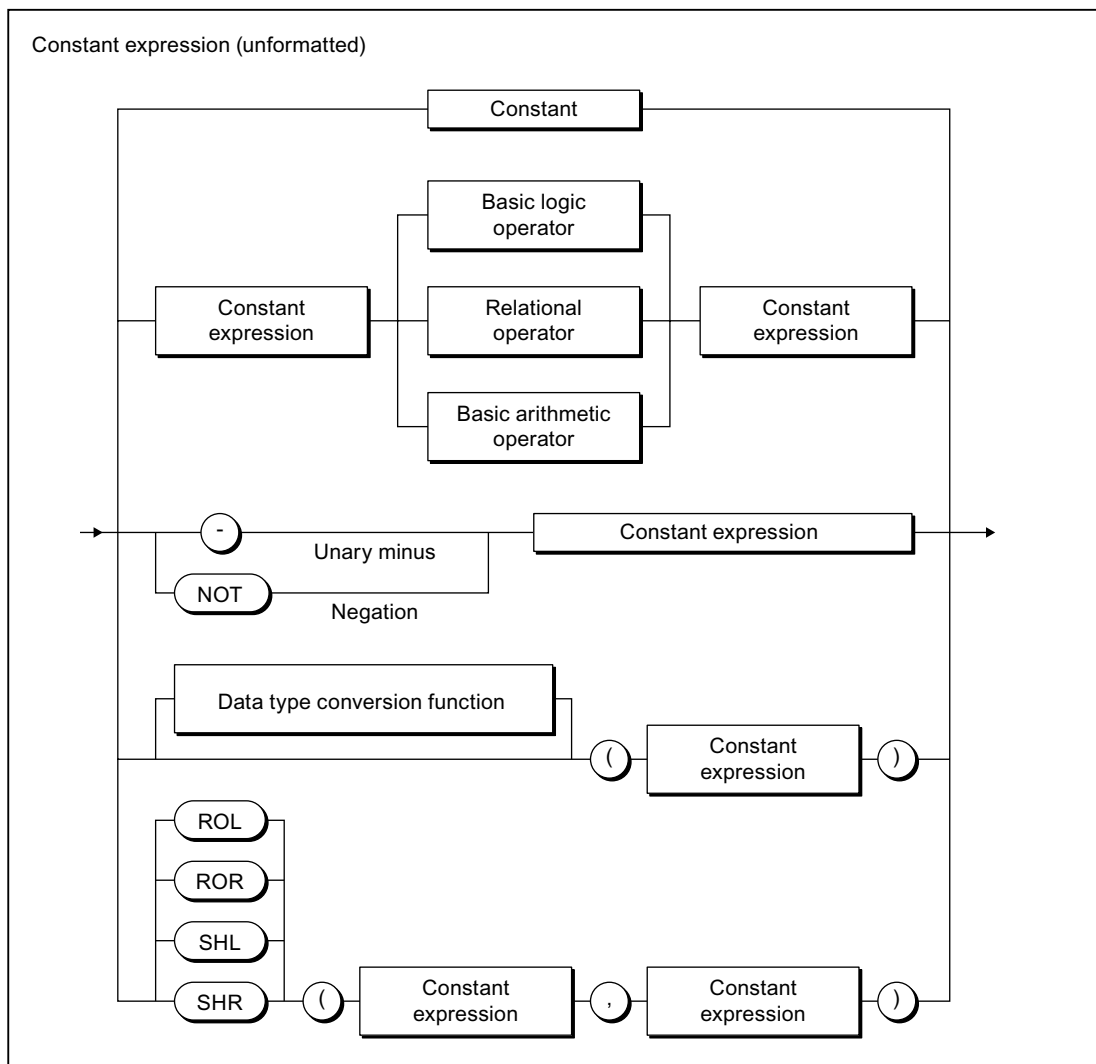 Constant expression (unformatted)
Constant
Basic logic
operator
Constant
expression
Relational
operator
Constant
expression
Basic arithmetic
operator
-
Unary minus
Constant expression
NOT
Negation
Data type conversion function
(
Constant
expression
)
ROL
ROR
SHL
SHR
(
Constant
expression
,
Constant
expression
)